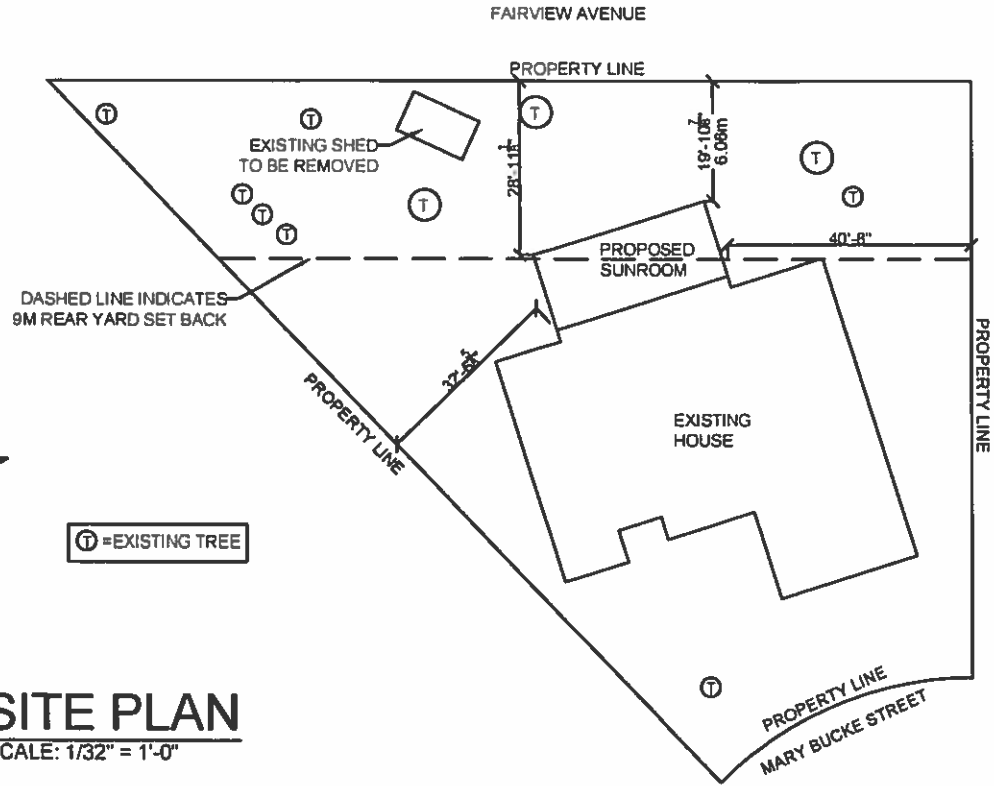 FAIRVIEW AVENUE
PROPERTY LINE
T
T
T
EXISTING SHED
TO BE REMOVED
28'-11
19'-10
6.06m
T
T
T
T
T
T
T
PROPOSED
SUNROOM
40'-6"
DASHED LINE INDICATES
9M REAR YARD SET BACK
PROPERTY LINE
PROPERTY LINE
EXISTING
HOUSE
T =EXISTING TREE
T
SITE PLAN
CALE: 1/32" = 1'-0"
PROPERTY LINE
MARY BUCKE STREET